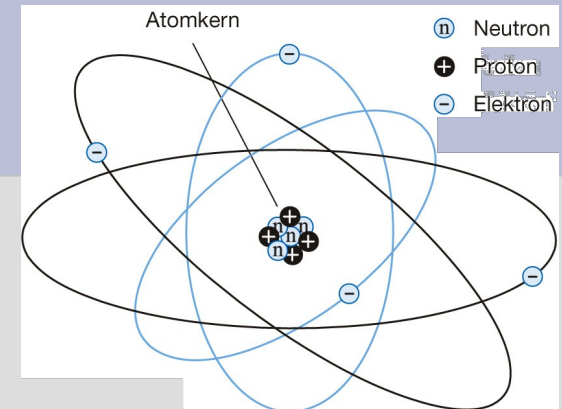 Atomkern
n Neutron
+ Proton
− Elektron
−
−
+
n n
+ n +
n +
−
−